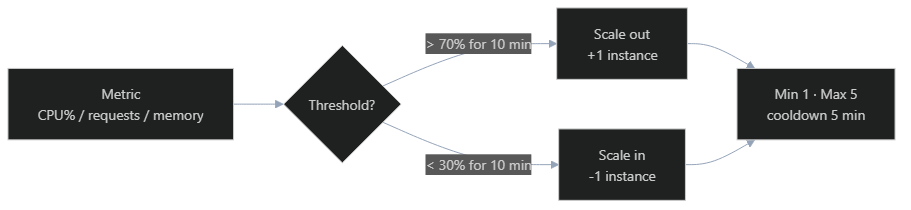 Metric
CPU% / requests / memory
Threshold?
> 70% for 10 min
< 30% for 10 min
Scale out
+1 instance
Scale in
-1 instance
Min 1 · Max 5
cooldown 5 min